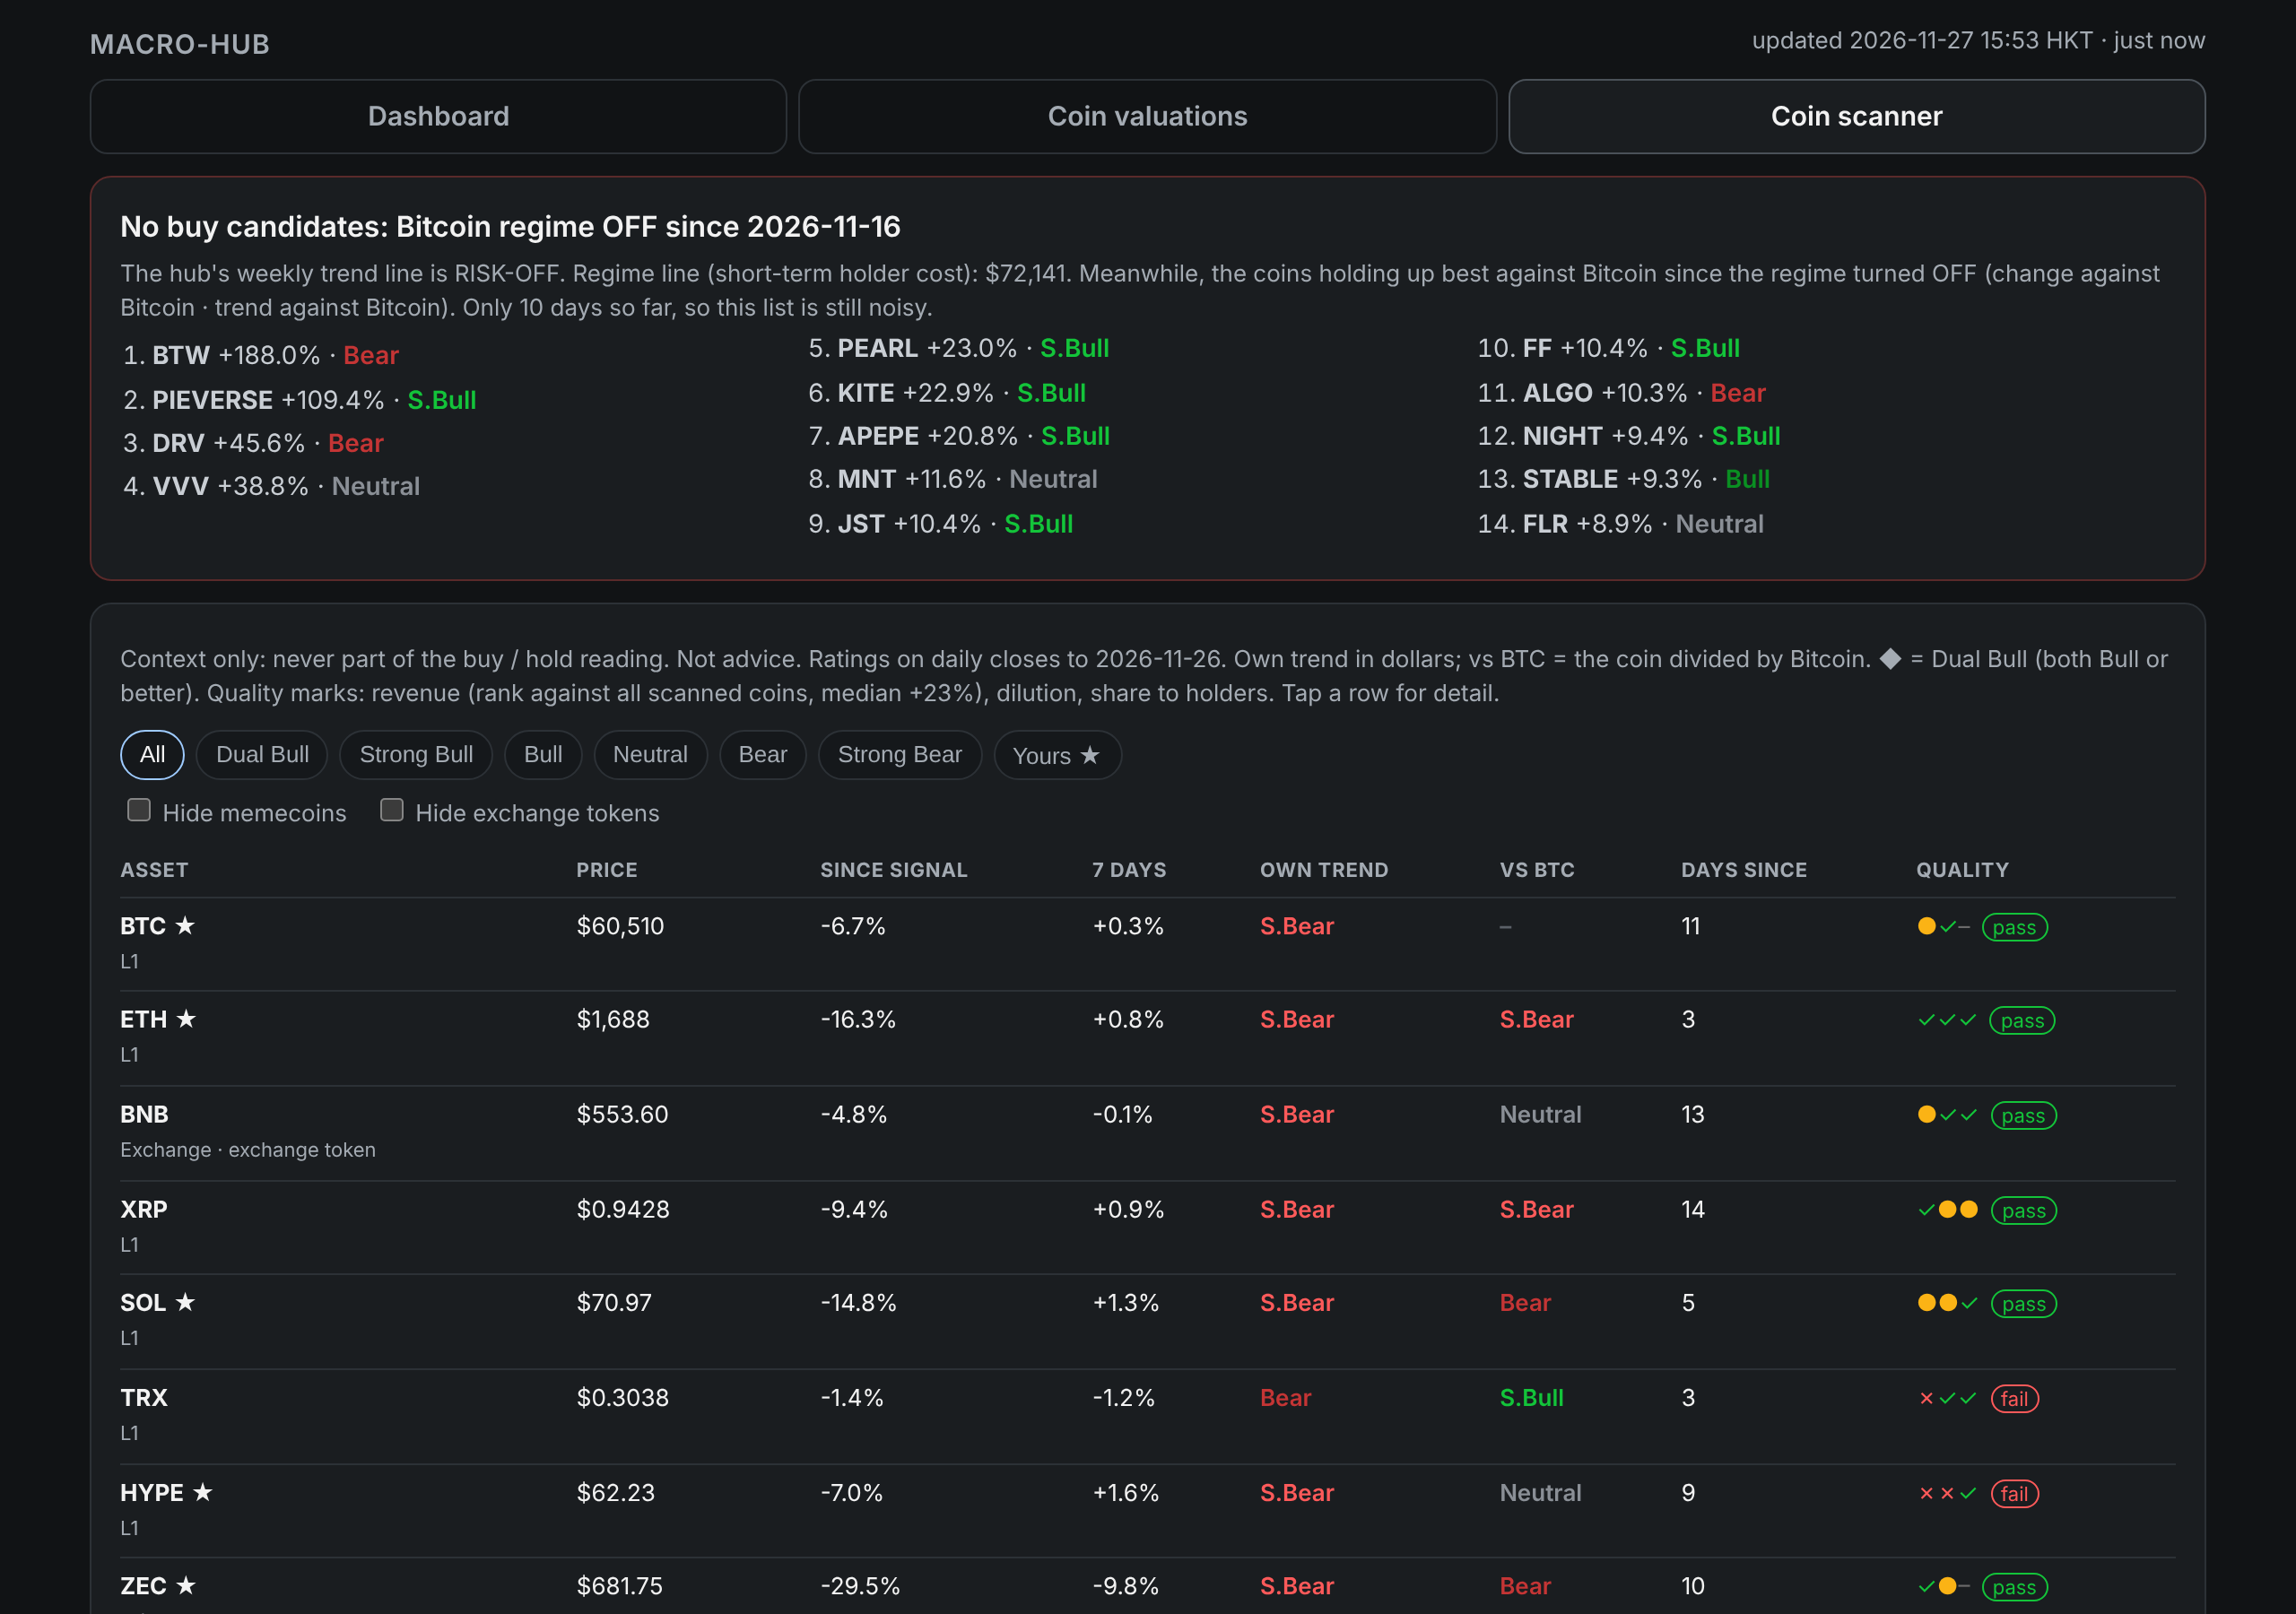 MACRO-HUB
updated 2026-11-27 15:53 HKT · just now
Dashboard
Coin valuations
Coin scanner
No buy candidates: Bitcoin regime OFF since 2026-11-16
The hub's weekly trend line is RISK-OFF. Regime line (short-term holder cost): $72,141. Meanwhile, the coins holding up best against Bitcoin since the regime turned OFF (change against
Bitcoin · trend against Bitcoin). Only 10 days so far, so this list is still noisy.
1. BTW +188.0% · Bear
2. PIEVERSE +109.4% · S.Bull
3. DRV +45.6% · Bear
4. VVV +38.8% · Neutral
5. PEARL +23.0% · S.Bull
6. KITE +22.9% · S.Bull
7. APEPE +20.8% · S.Bull
8. MNT +11.6% · Neutral
9. JST +10.4% · S.Bull
10. FF +10.4% · S.Bull
11. ALGO +10.3% · Bear
12. NIGHT +9.4% · S.Bull
13. STABLE +9.3% · Bull
14. FLR +8.9% · Neutral
Context only: never part of the buy / hold reading. Not advice. Ratings on daily closes to 2026-11-26. Own trend in dollars; vs BTC = the coin divided by Bitcoin. ◆ = Dual Bull (both Bull or
better). Quality marks: revenue (rank against all scanned coins, median +23%), dilution, share to holders. Tap a row for detail.
All Dual Bull Strong Bull Bull Neutral Bear Strong Bear Yours ★
Hide memecoins Hide exchange tokens
ASSET PRICE SINCE SIGNAL 7 DAYS OWN TREND VS BTC DAYS SINCE QUALITY
BTC ★ $60,510 -6.7% +0.3% S.Bear – 11 ●✓– pass
L1
ETH ★ $1,688 -16.3% +0.8% S.Bear S.Bear 3 ✓✓✓ pass
L1
BNB $553.60 -4.8% -0.1% S.Bear Neutral 13 ●✓✓ pass
Exchange · exchange token
XRP $0.9428 -9.4% +0.9% S.Bear S.Bear 14 ✓●● pass
L1
SOL ★ $70.97 -14.8% +1.3% S.Bear Bear 5 ●●✓ pass
L1
TRX $0.3038 -1.4% -1.2% Bear S.Bull 3 ✕✓✓ fail
L1
HYPE ★ $62.23 -7.0% +1.6% S.Bear Neutral 9 ✕✕✓ fail
L1
ZEC ★ $681.75 -29.5% -9.8% S.Bear Bear 10 ✓●– pass